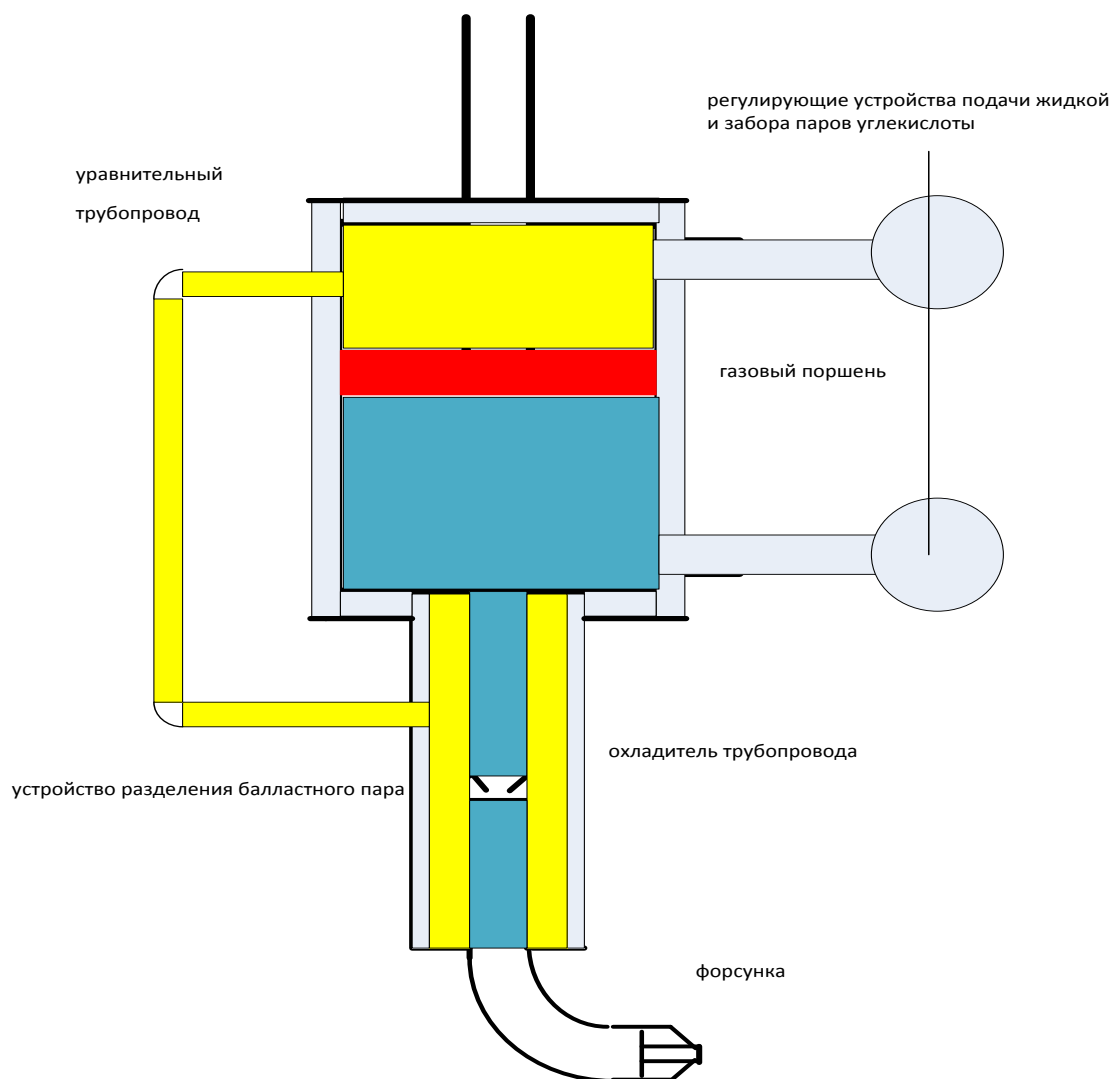 регулирующие устройства подачи жидкой
и забора паров углекислоты
уравнительный
трубопровод
газовый поршень
охладитель трубопровода
устройство разделения балластного пара
форсунка